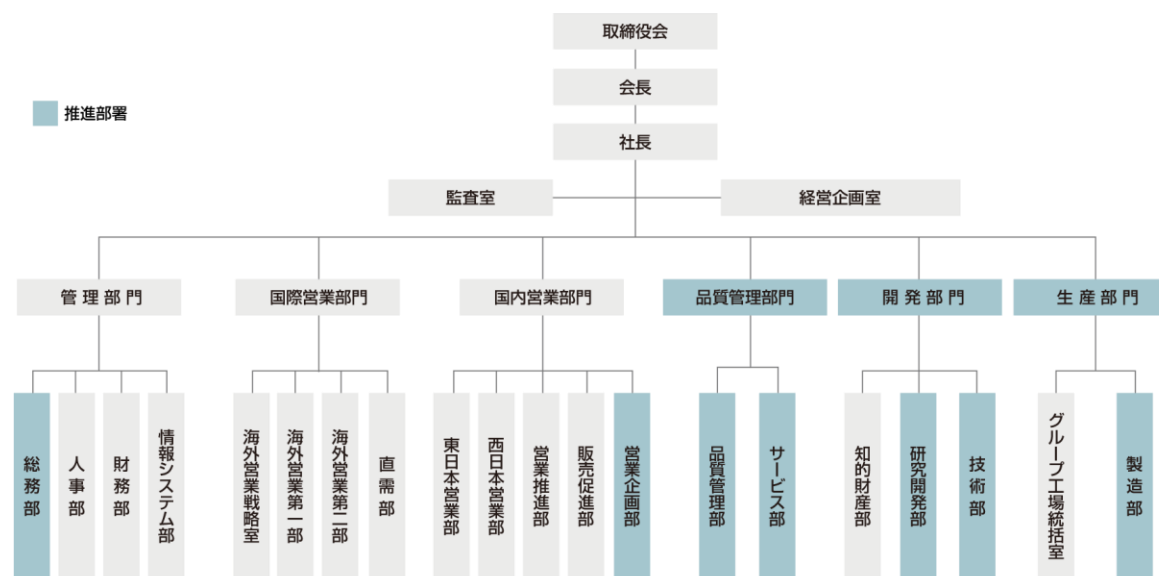 取締役会
会長
推進部署
社長
監査室
経営企画室
管理部門
国際営業部門
国内営業部門
品質管理部門
開発部門
生産部門
総務部
人事部
財務部
情報システム部
海外営業戦略室
海外営業第一部
海外営業第二部
直需部
東日本営業部
西日本営業部
営業推進部
販売促進部
営業企画部
品質管理部
サービス部
知的財産部
研究開発部
技術部
グループ工場統括室
製造部